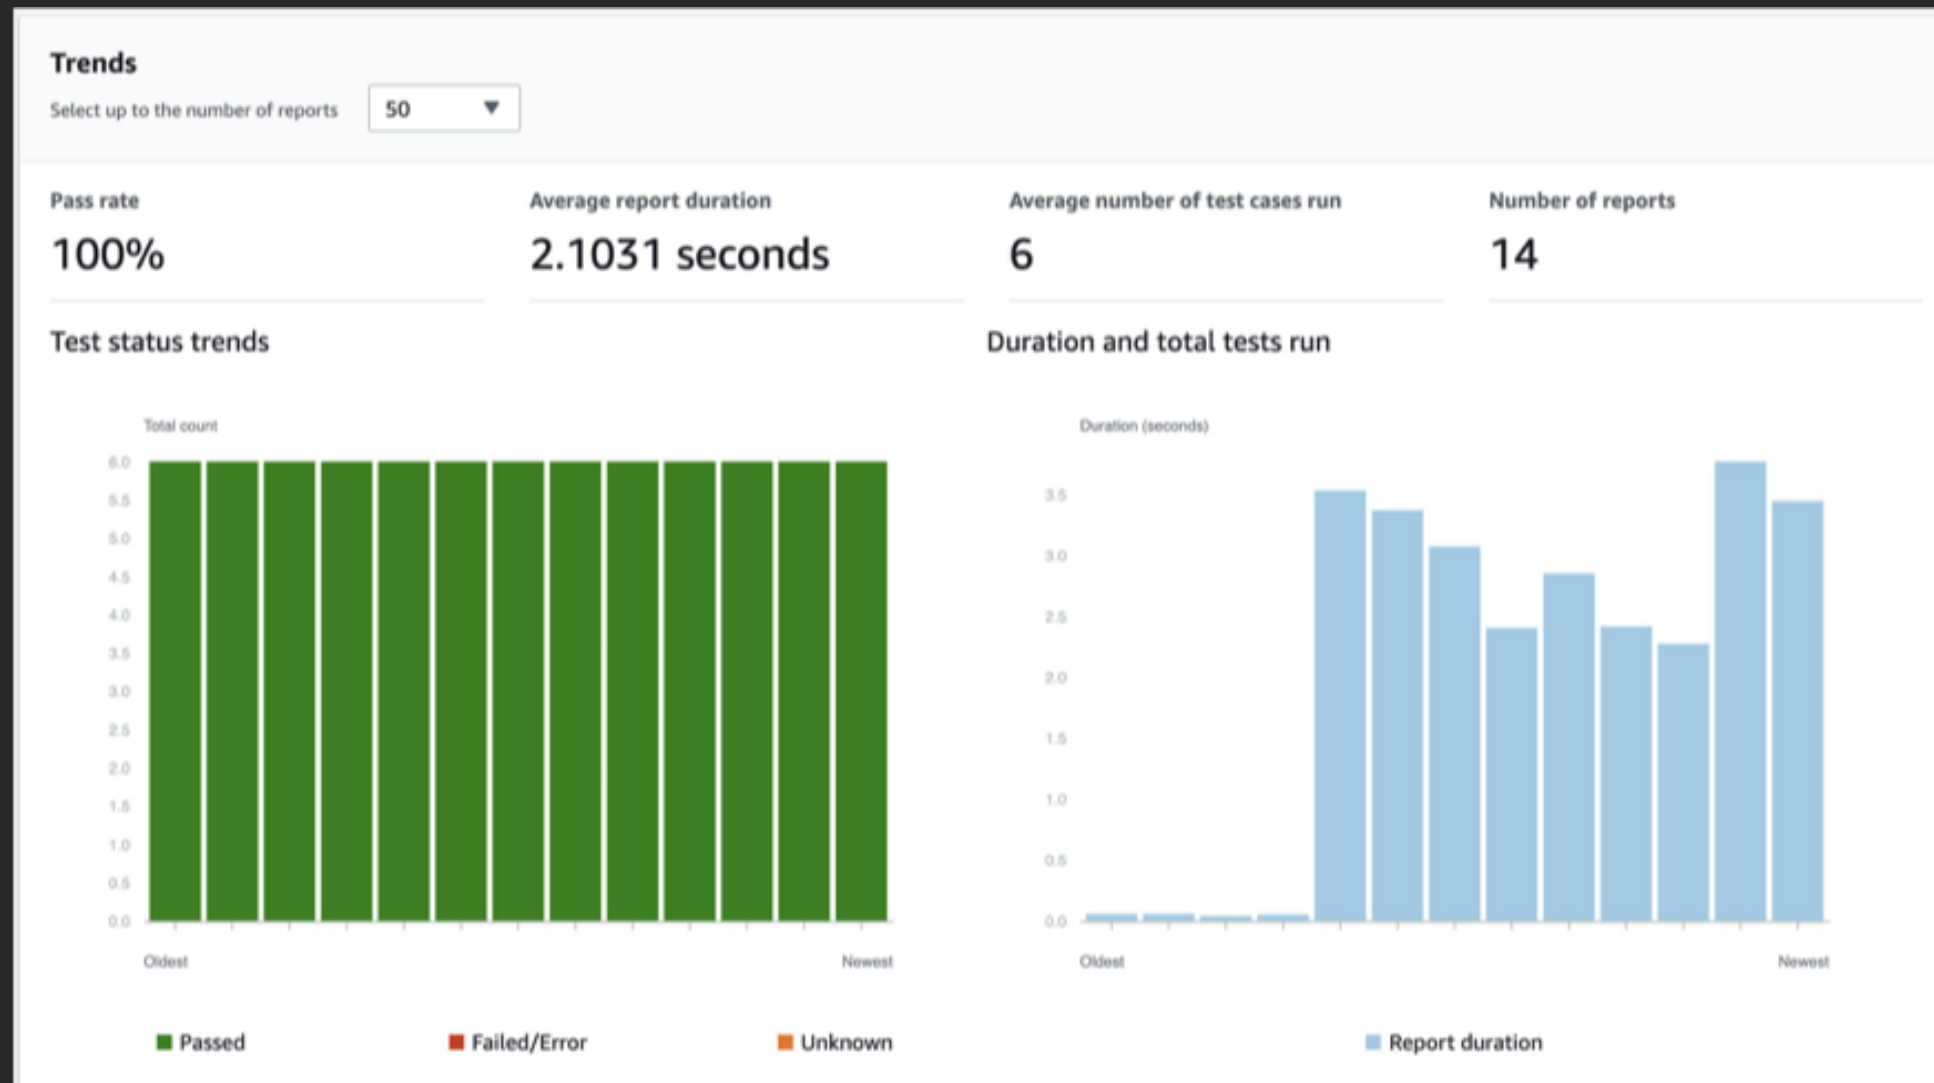 Trends
Select up to the number of reports 50
Pass rate
100%
Average report duration
2.1031 seconds
Average number of test cases run
6
Number of reports
14
Test status trends
Total count
6.0
5.5
5.0
4.5
4.0
3.5
3.0
2.5
2.0
1.5
1.0
0.5
0.0
Oldest Newest
Passed Failed/Error Unknown
Duration and total tests run
Duration (seconds)
3.5
3.0
2.5
2.0
1.5
1.0
0.5
0.0
Oldest Newest
Report duration